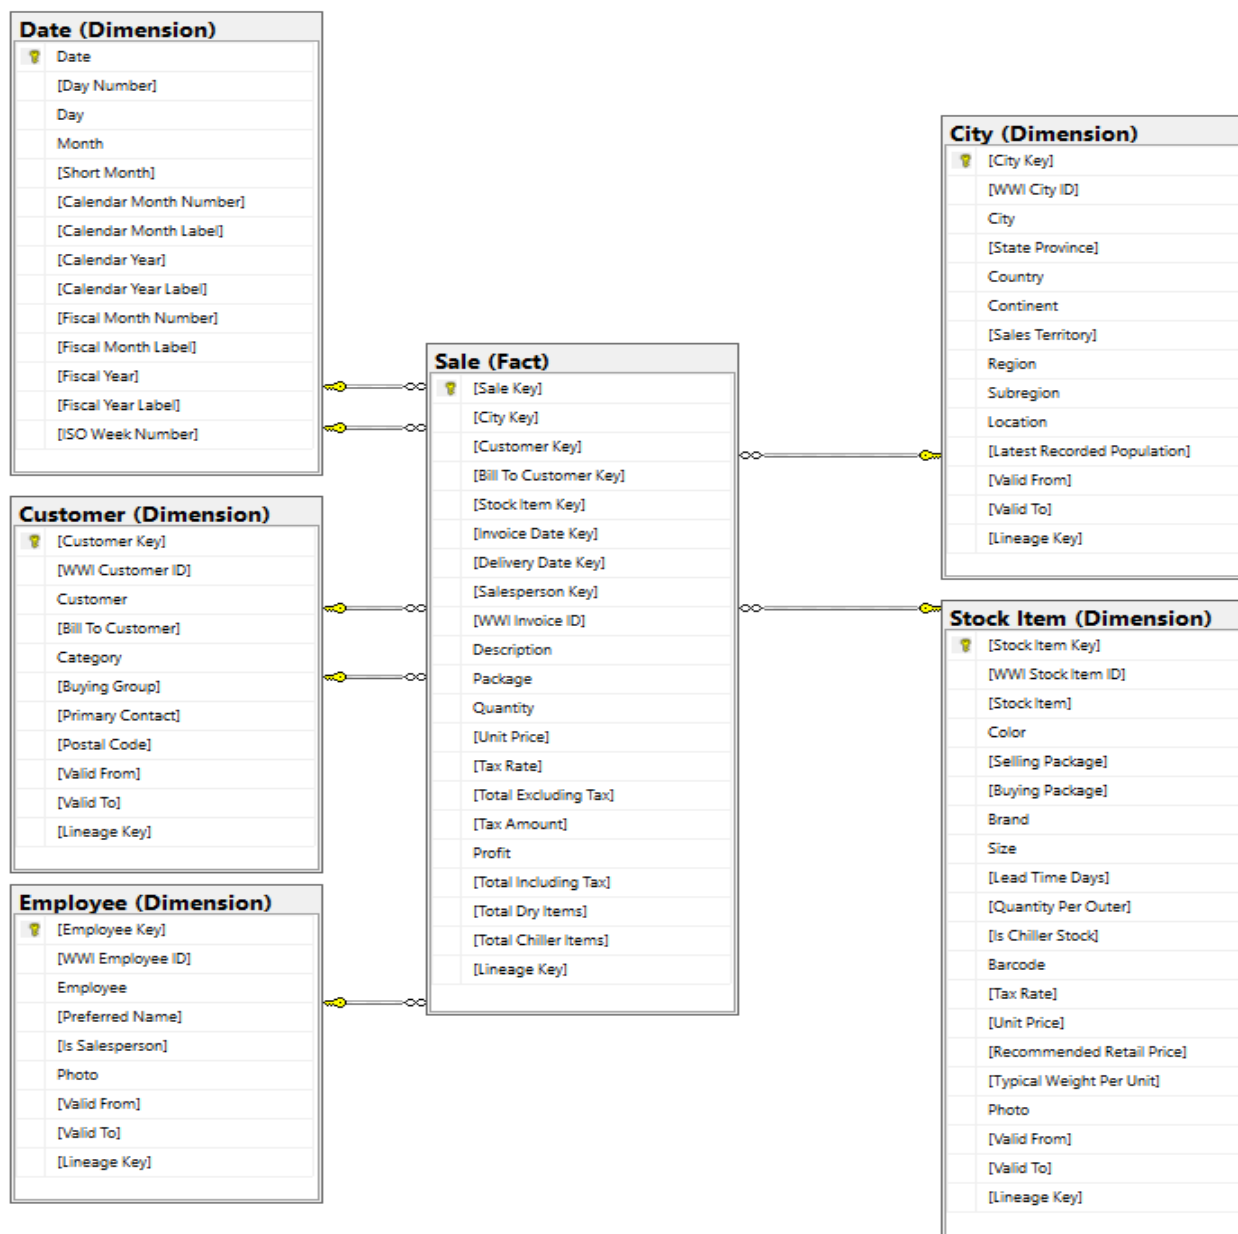 Date (Dimension)
Date
[Day Number]
Day
Month
[Short Month]
[Calendar Month Number]
[Calendar Month Label]
[Calendar Year]
[Calendar Year Label]
[Fiscal Month Number]
[Fiscal Month Label]
[Fiscal Year]
[Fiscal Year Label]
[ISO Week Number]
Customer (Dimension)
[Customer Key]
[WWI Customer ID]
Customer
[Bill To Customer]
Category
[Buying Group]
[Primary Contact]
[Postal Code]
[Valid From]
[Valid To]
[Lineage Key]
Employee (Dimension)
[Employee Key]
[WWI Employee ID]
Employee
[Preferred Name]
[Is Salesperson]
Photo
[Valid From]
[Valid To]
[Lineage Key]
Sale (Fact)
[Sale Key]
[City Key]
[Customer Key]
[Bill To Customer Key]
[Stock Item Key]
[Invoice Date Key]
[Delivery Date Key]
[Salesperson Key]
[WWI Invoice ID]
Description
Package
Quantity
[Unit Price]
[Tax Rate]
[Total Excluding Tax]
[Tax Amount]
Profit
[Total Including Tax]
[Total Dry Items]
[Total Chiller Items]
[Lineage Key]
City (Dimension)
[City Key]
[WWI City ID]
City
[State Province]
Country
Continent
[Sales Territory]
Region
Subregion
Location
[Latest Recorded Population]
[Valid From]
[Valid To]
[Lineage Key]
Stock Item (Dimension)
[Stock Item Key]
[WWI Stock Item ID]
[Stock Item]
Color
[Selling Package]
[Buying Package]
Brand
Size
[Lead Time Days]
[Quantity Per Outer]
[Is Chiller Stock]
Barcode
[Tax Rate]
[Unit Price]
[Recommended Retail Price]
[Typical Weight Per Unit]
Photo
[Valid From]
[Valid To]
[Lineage Key]